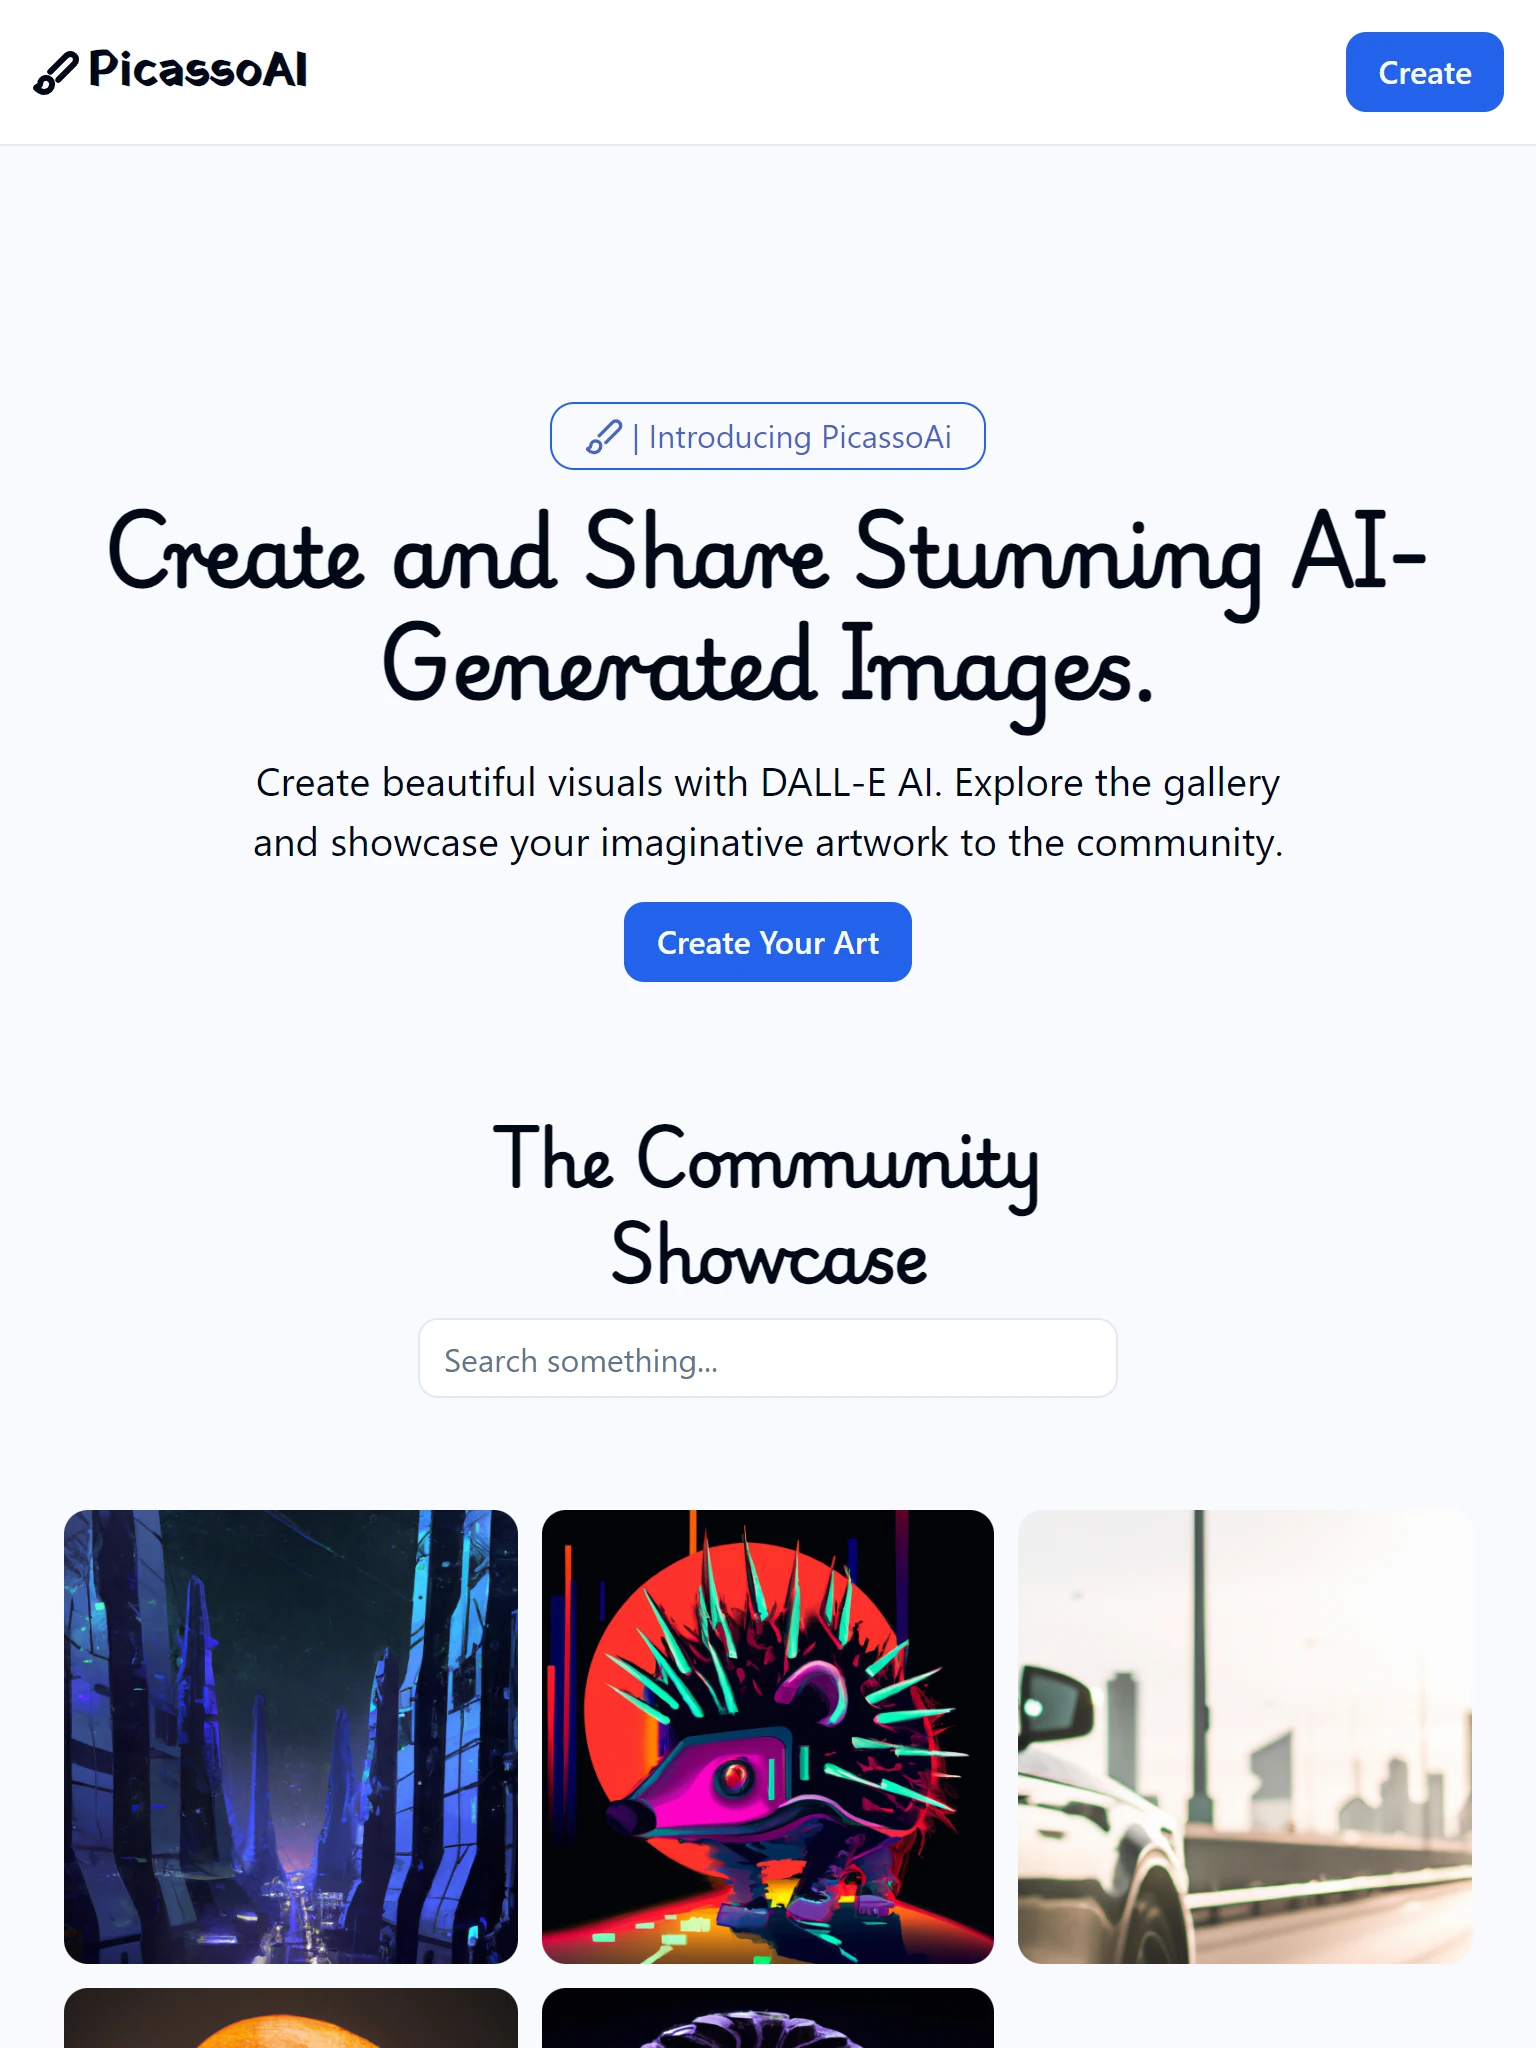 PicassoAI
Create
| Introducing PicassoAi
Create and Share Stunning AI-
Generated Images.
Create beautiful visuals with DALL-E AI. Explore the gallery
and showcase your imaginative artwork to the community.
Create Your Art
The Community
Showcase
Search something...